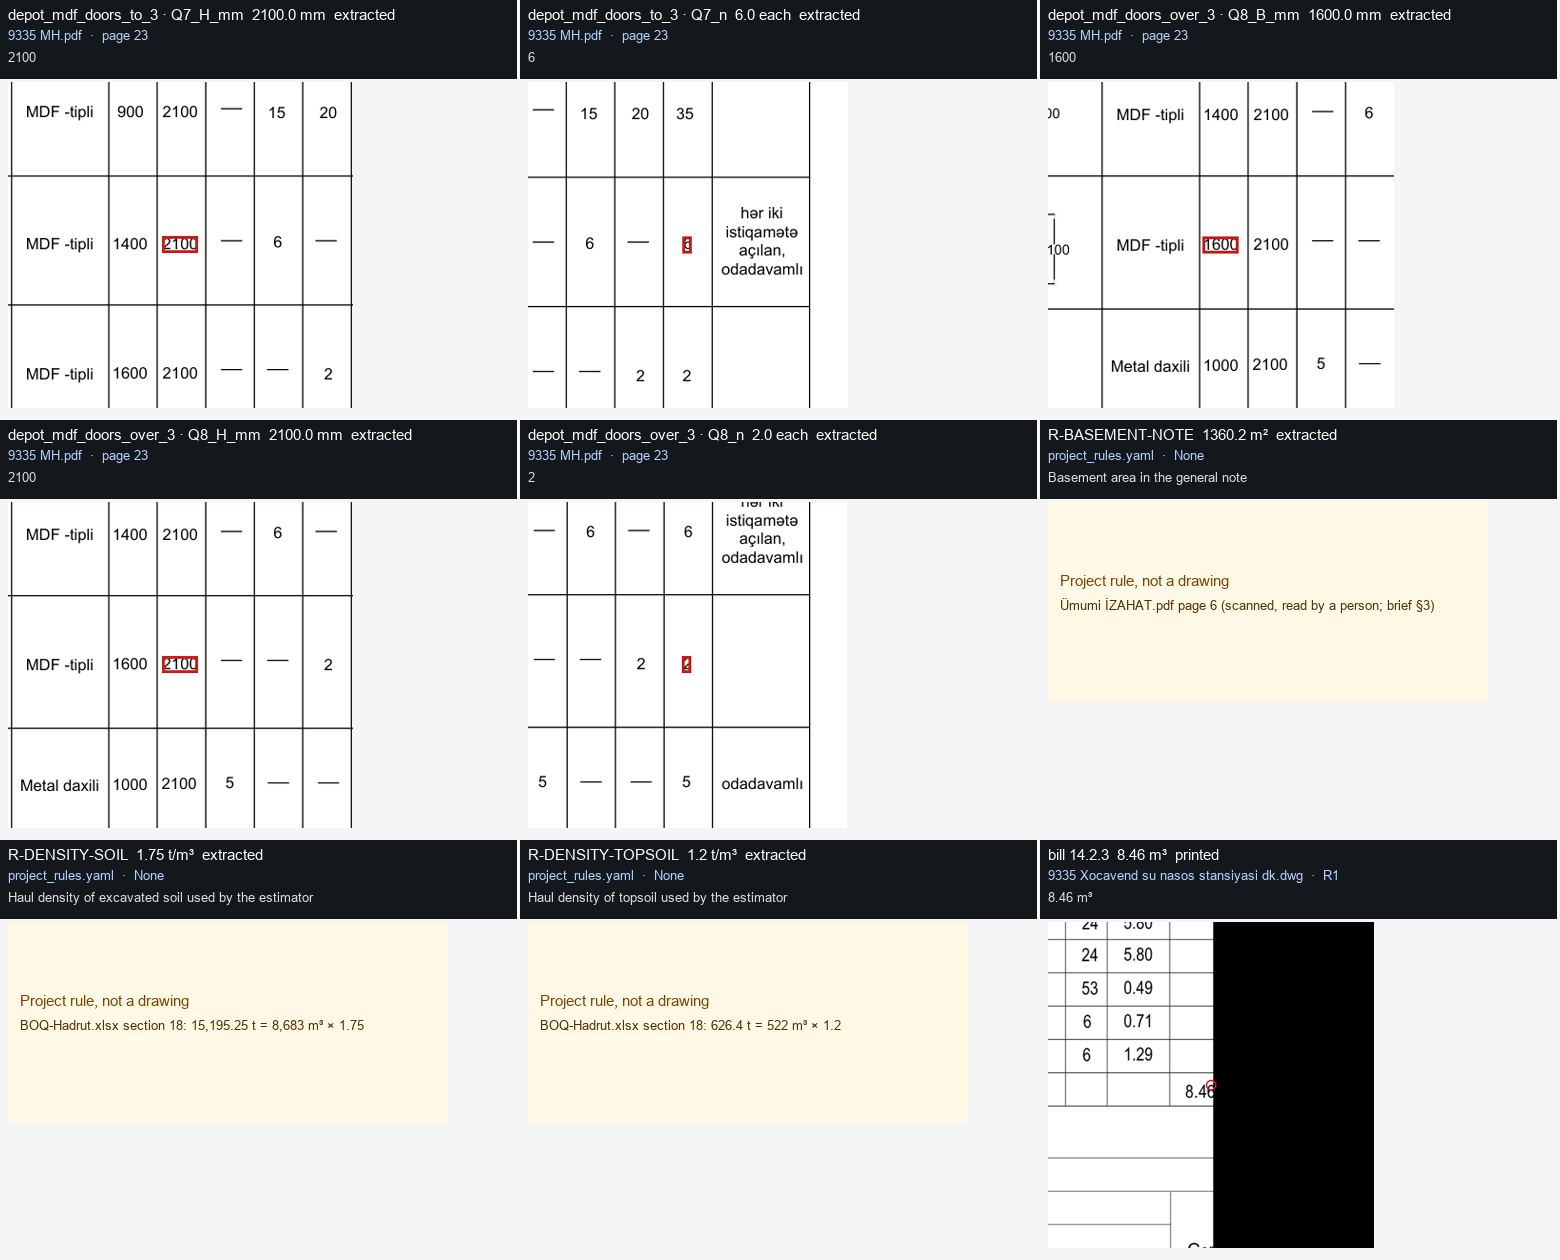 depot_mdf_doors_to_3 · Q7_H_mm 2100.0 mm extracted
9335 MH.pdf · page 23
2100
MDF -tipli 900 2100 — 15 20
MDF -tipli 1400 2100 — 6 —
MDF -tipli 1600 2100 — — 2
depot_mdf_doors_to_3 · Q7_n 6.0 each extracted
9335 MH.pdf · page 23
6
— 15 20 35
hər iki
istiqamətə
açılan,
odadavamlı
— 6 — 6
— — 2 2
depot_mdf_doors_over_3 · Q8_B_mm 1600.0 mm extracted
9335 MH.pdf · page 23
1600
00 MDF -tipli 1400 2100 — 6
100 MDF -tipli 1600 2100 — —
Metal daxili 1000 2100 5 —
depot_mdf_doors_over_3 · Q8_H_mm 2100.0 mm extracted
9335 MH.pdf · page 23
2100
MDF -tipli 1400 2100 — 6 —
MDF -tipli 1600 2100 — — 2
Metal daxili 1000 2100 5 — —
depot_mdf_doors_over_3 · Q8_n 2.0 each extracted
9335 MH.pdf · page 23
2
hər iki
istiqamətə
— 6 — 6
açılan,
odadavamlı
— — 2 2
5 — — 5 odadavamlı
R-BASEMENT-NOTE 1360.2 m² extracted
project_rules.yaml · None
Basement area in the general note
Project rule, not a drawing
Ümumi İZAHAT.pdf page 6 (scanned, read by a person; brief §3)
R-DENSITY-SOIL 1.75 t/m³ extracted
project_rules.yaml · None
Haul density of excavated soil used by the estimator
Project rule, not a drawing
BOQ-Hadrut.xlsx section 18: 15,195.25 t = 8,683 m³ × 1.75
R-DENSITY-TOPSOIL 1.2 t/m³ extracted
project_rules.yaml · None
Haul density of topsoil used by the estimator
Project rule, not a drawing
BOQ-Hadrut.xlsx section 18: 626.4 t = 522 m³ × 1.2
bill 14.2.3 8.46 m³ printed
9335 Xocavend su nasos stansiyasi dk.dwg · R1
8.46 m³
24 5.80
24 5.80
53 0.49
6 0.71
6 1.29
8.46